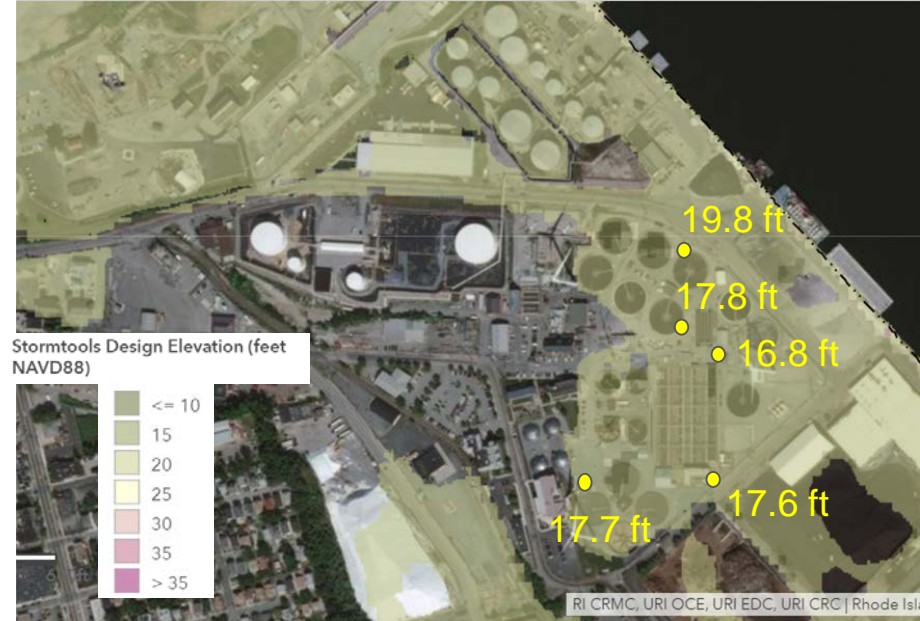 19.8 ft
17.8 ft
16.8 ft
Stormtools Design Elevation (feet
NAVD88)
<= 10
15
20
25
30
35
> 35
17.7 ft
17.6 ft
RI CRMC, URI OCE, URI EDC, URI CRC | Rhode Isla